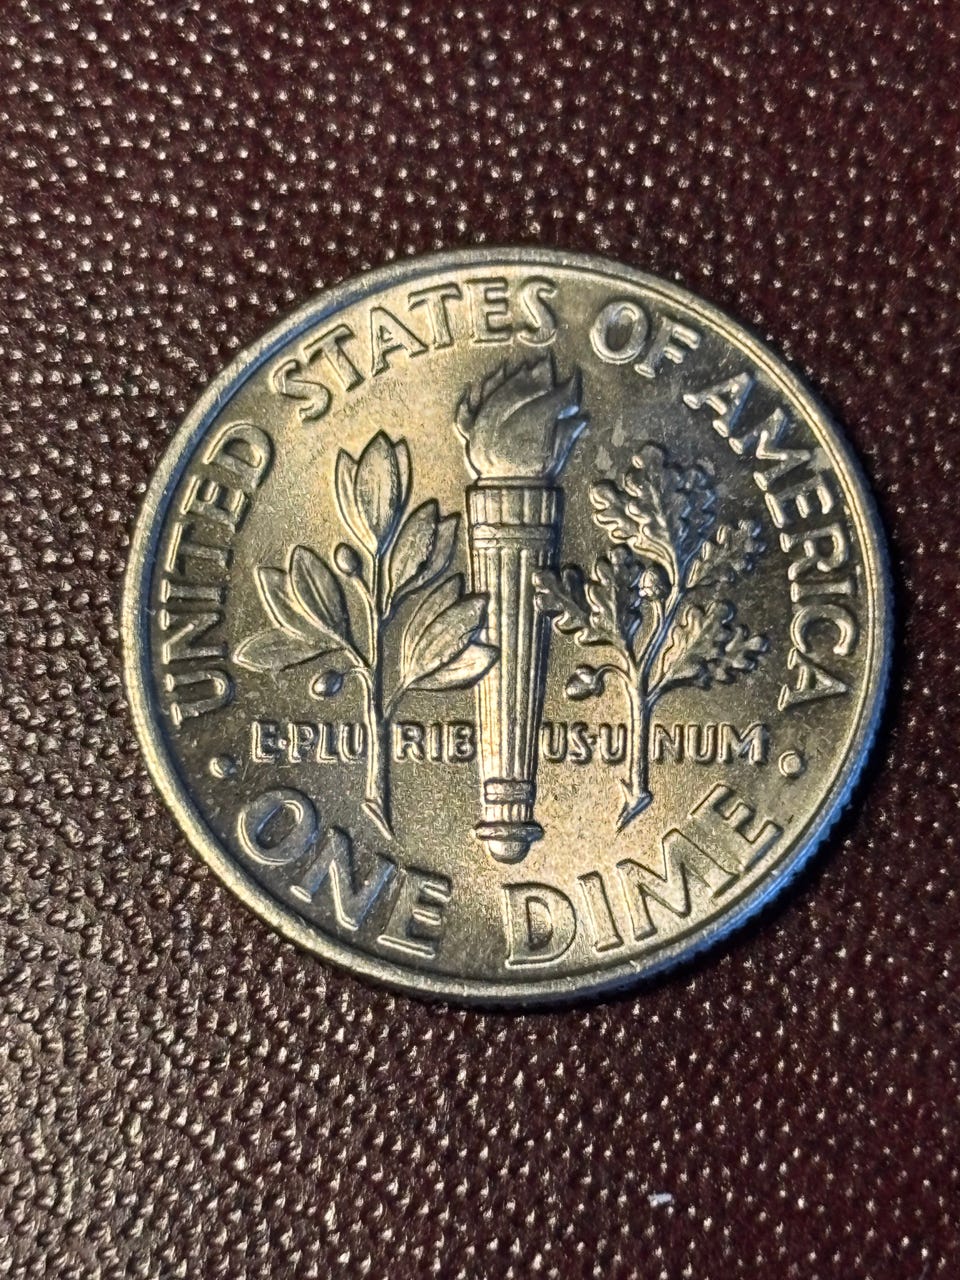 UNITED STATES OF AMERICA
E·PLURIBUS·UNUM
· ONE DIME ·